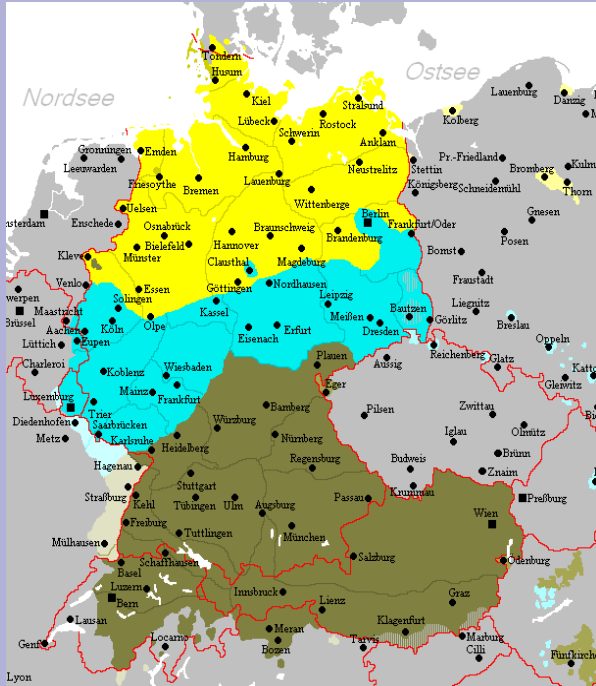 Tondern
Husum
Ostsee
Nordsee
Kiel
Stralsund
Lauenburg
Danzig
Lübeck
Schwerin
Rostock
Anklam
Kolberg
Gronningen
Leeuwarden
Emden
Hamburg
Neustrelitz
Stettin
Pr.-Friedland
Bromberg
Kulm
Friesoythe
Bremen
Lauenburg
Wittenberge
Königsberg
Schneidemühl
Thorn
Uelsen
Berlin
Gnesen
msterdam
Enschede
Osnabrück
Bielefeld
Hannover
Braunschweig
Brandenburg
Frankfurt/Oder
Posen
Kleve
Münster
Clausthal
Magdeburg
Bomst
Venlo
Essen
Göttingen
Nordhausen
Fraustadt
werpen
Maastricht
Solingen
Kassel
Leipzig
Bautzen
Liegnitz
Brüssel
Aachen
Köln
Olpe
Eisenach
Erfurt
Meißen
Dresden
Görlitz
Breslau
Lüttich
Eupen
Reichenberg
Oppeln
Charleroi
Koblenz
Wiesbaden
Plauen
Aussig
Glatz
Katto
Gleiwitz
Luxemburg
Mainz
Frankfurt
Eger
Trier
Bamberg
Pilsen
Zwittau
Diedenhofen
Saarbrücken
Würzburg
Olmütz
Metz
Karlsruhe
Heidelberg
Nürnberg
Iglau
Brünn
Hagenau
Regensburg
Budweis
Znaim
Straßburg
Stuttgart
Krummau
Kehl
Tübingen
Ulm
Augsburg
Passau
Preßburg
Freiburg
München
Wien
Mülhausen
Tuttlingen
Salzburg
Ödenburg
Schaffhausen
Basel
Luzern
Bern
Innsbruck
Lienz
Graz
Lausan
Klagenfurt
Genf
Locarno
Meran
Bozen
Tarvis
Marburg
Cilli
Fünfkirche
Lyon